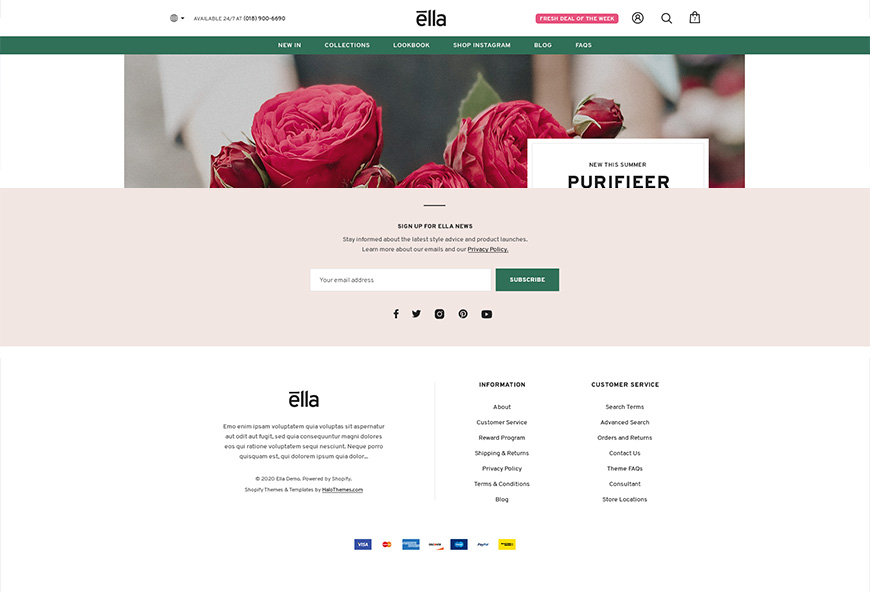 AVAILABLE 24/7 AT (018) 900-6690
ēlla
FRESH DEAL OF THE WEEK
7
NEW IN COLLECTIONS LOOKBOOK SHOP INSTAGRAM BLOG FAQS
NEW THIS SUMMER
PURIFIEER
SIGN UP FOR ELLA NEWS
Stay informed about the latest style advice and product launches.
Learn more about our emails and our Privacy Policy.
Your email address
SUBSCRIBE
ēlla
Emo enim ipsam voluptatem quia voluptas sit aspernatur
aut odit aut fugit, sed quia consequuntur magni dolores
eos qui ratione voluptatem sequi nesciunt. Neque porro
quisquam est, qui dolorem ipsum quia dolor...
© 2020 Ella Demo. Powered by Shopify.
Shopify Themes & Templates by HaloThemes.com
INFORMATION
About
Customer Service
Reward Program
Shipping & Returns
Privacy Policy
Terms & Conditions
Blog
CUSTOMER SERVICE
Search Terms
Advanced Search
Orders and Returns
Contact Us
Theme FAQs
Consultant
Store Locations
VISA
DISCOVER
PayPal